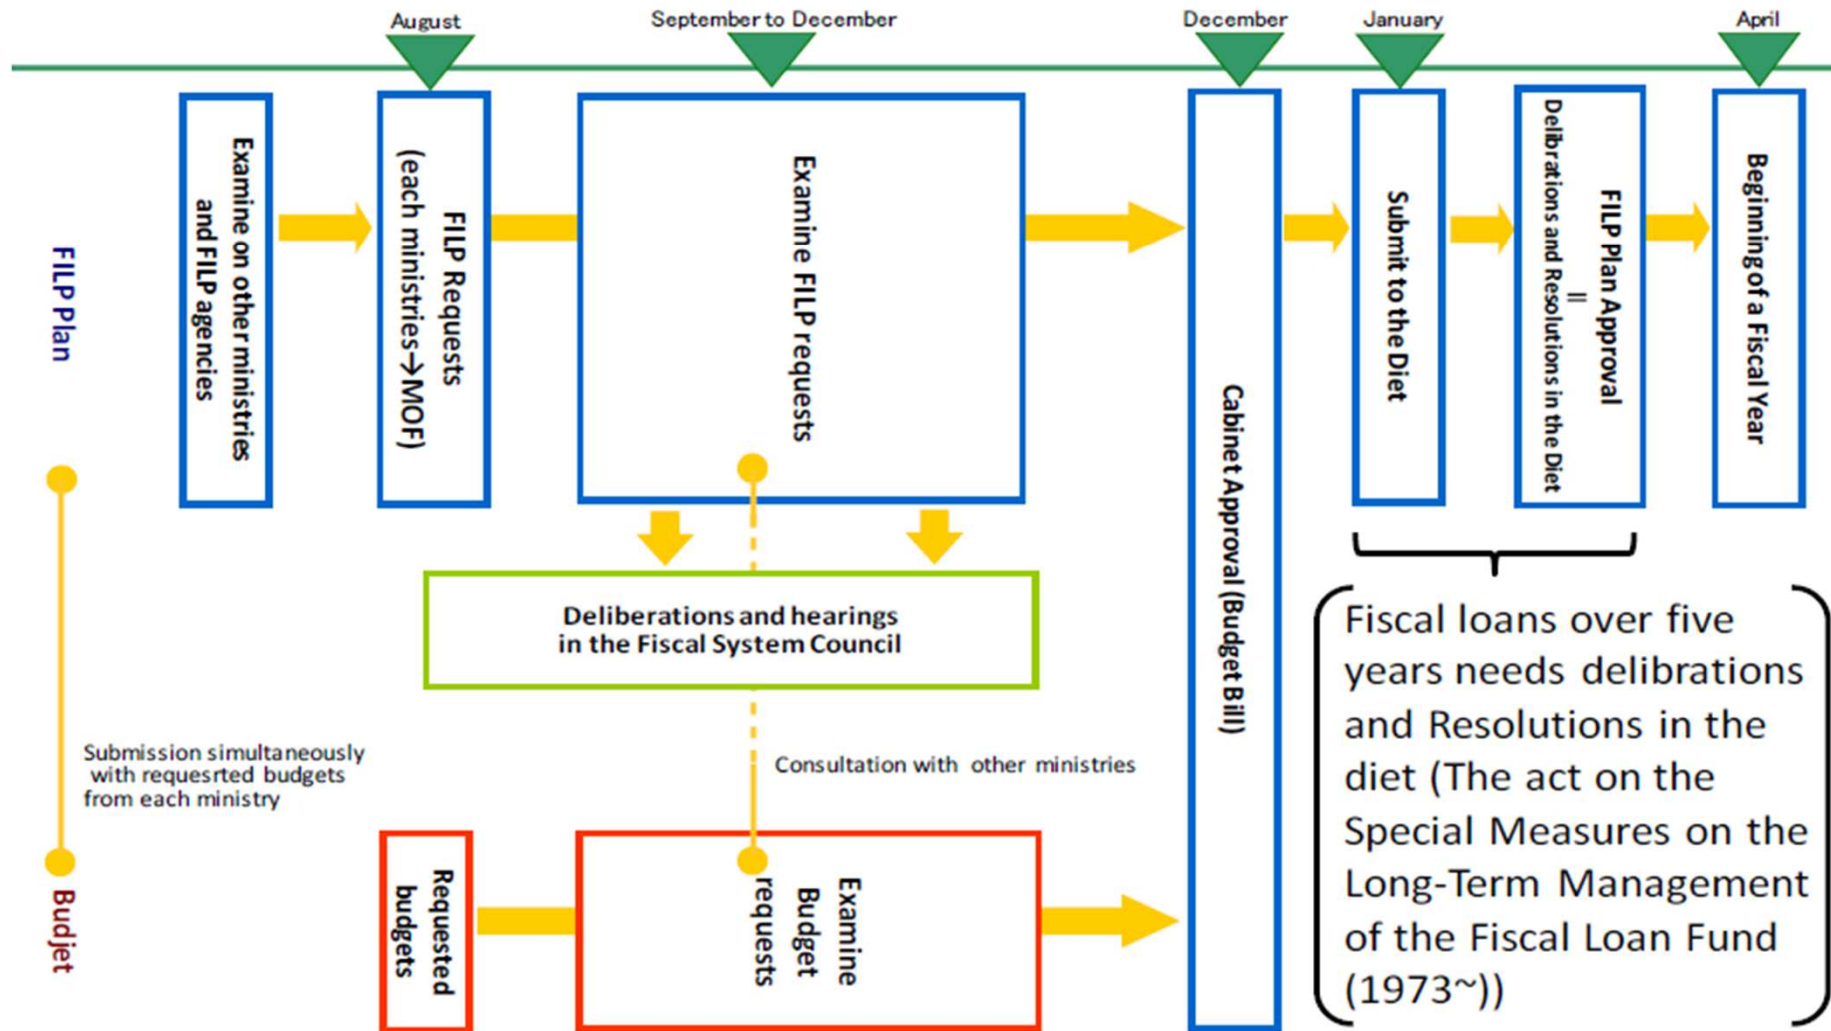 August
September to December
December
January
April
FILP Plan
Examine on other ministries
and FILP agencies
FILP Requests
(each ministries→MOF)
Examine FILP requests
Cabinet Approval (Budget Bill)
Submit to the Diet
FILP Plan Approval
||
Delibrations and Resolutions in the Diet
Beginning of a Fiscal Year
Deliberations and hearings
in the Fiscal System Council
Submission simultaneously
with requesrted budgets
from each ministry
Consultation with other ministries
Budjet
Requested
budgets
Examine
Budget
requests
Fiscal loans over five
years needs delibrations
and Resolutions in the
diet (The act on the
Special Measures on the
Long-Term Management
of the Fiscal Loan Fund
(1973~))